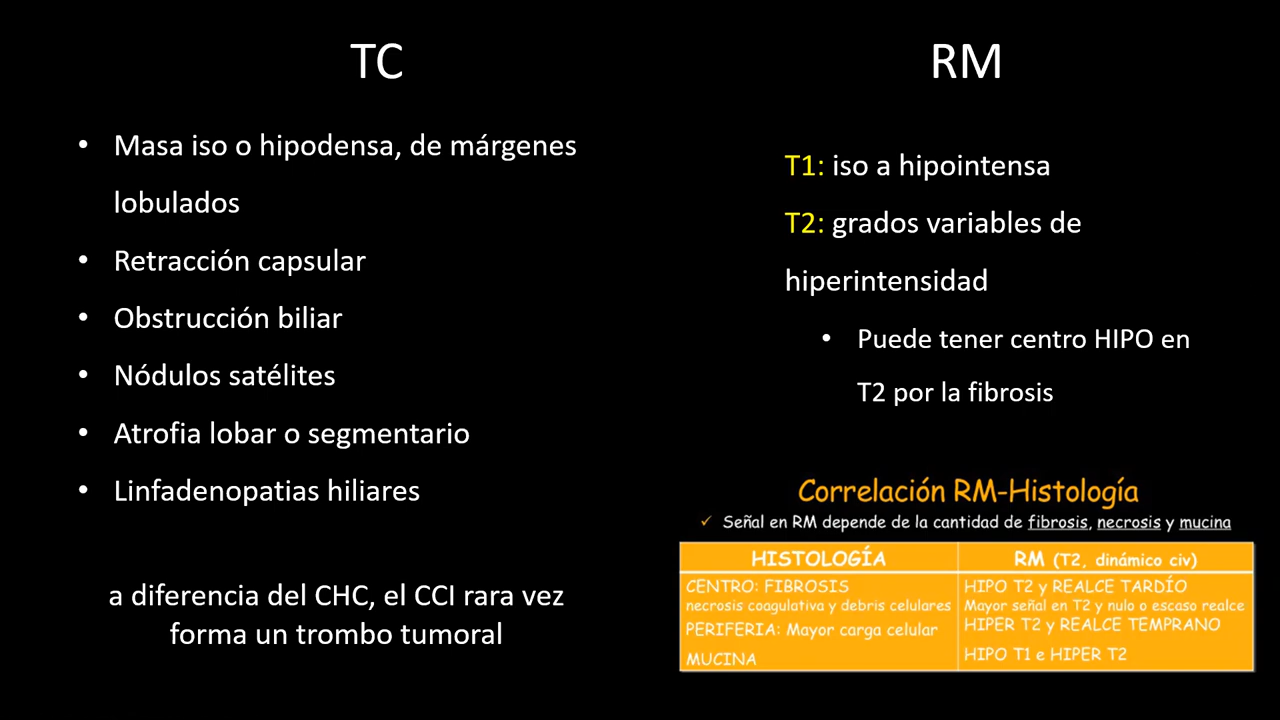 TC
• Masa iso o hipodensa, de márgenes
lobulados
• Retracción capsular
• Obstrucción biliar
• Nódulos satélites
• Atrofia lobar o segmentario
• Linfadenopatias hiliares
a diferencia del CHC, el CCI rara vez
forma un trombo tumoral
RM
T1: iso a hipointensa
T2: grados variables de
hiperintensidad
• Puede tener centro HIPO en
T2 por la fibrosis
Correlación RM-Histología
✓ Señal en RM depende de la cantidad de fibrosis, necrosis y mucina
HISTOLOGÍA RM (T2, dinámico civ)
CENTRO: FIBROSIS HIPO T2 y REALCE TARDÍO
necrosis coagulativa y debris celulares Mayor señal en T2 y nulo o escaso realce
PERIFERIA: Mayor carga celular HIPER T2 y REALCE TEMPRANO
MUCINA HIPO T1 e HIPER T2